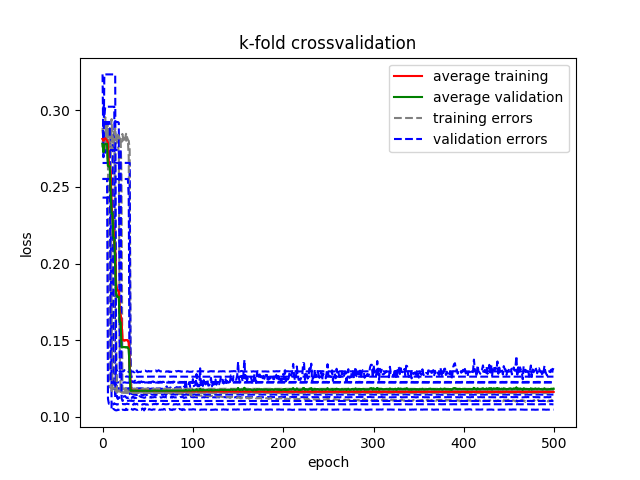 k-fold crossvalidation
average training
average validation
training errors
validation errors
loss
0.30
0.25
0.20
0.15
0.10
0 100 200 300 400 500
epoch